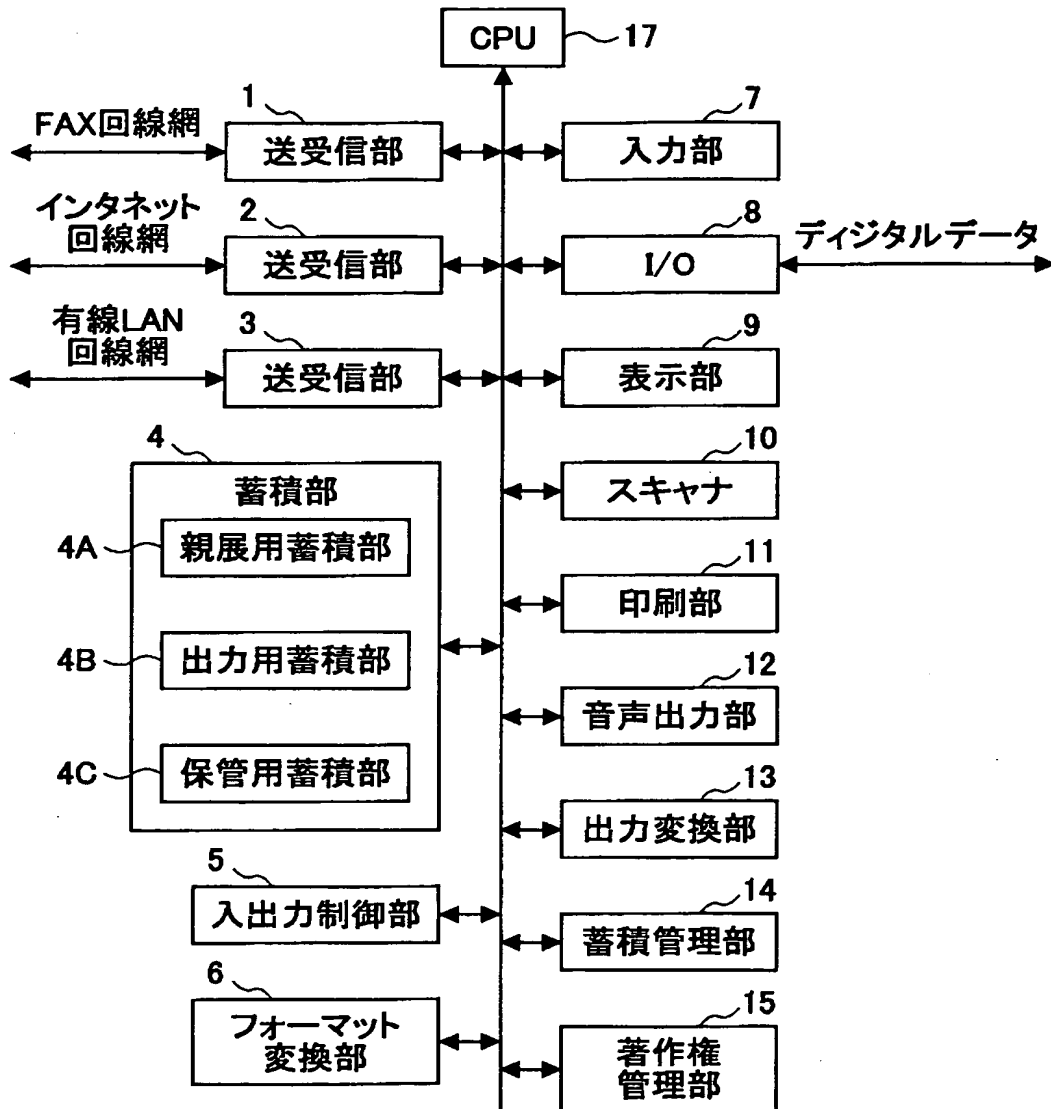 CPU
17
1
7
FAX回線網
送受信部
入力部
インタネット
回線網
2
送受信部
8
I/O
ディジタルデータ
有線LAN
回線網
3
送受信部
9
表示部
4
蓄積部
4A
親展用蓄積部
4B
出力用蓄積部
4C
保管用蓄積部
10
スキャナ
11
印刷部
12
音声出力部
13
出力変換部
5
入出力制御部
14
蓄積管理部
6
フォーマット
変換部
15
著作権
管理部